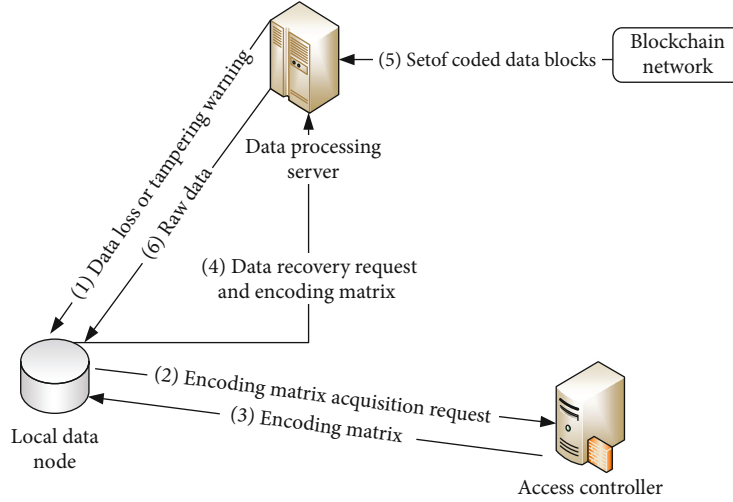 (5) Setof coded data blocks
Blockchain
network
Data processing
server
(1) Data loss or tampering warning
(6) Raw data
(4) Data recovery request
and encoding matrix
(2) Encoding matrix acquisition request
(3) Encoding matrix
Local data
node
Access controller